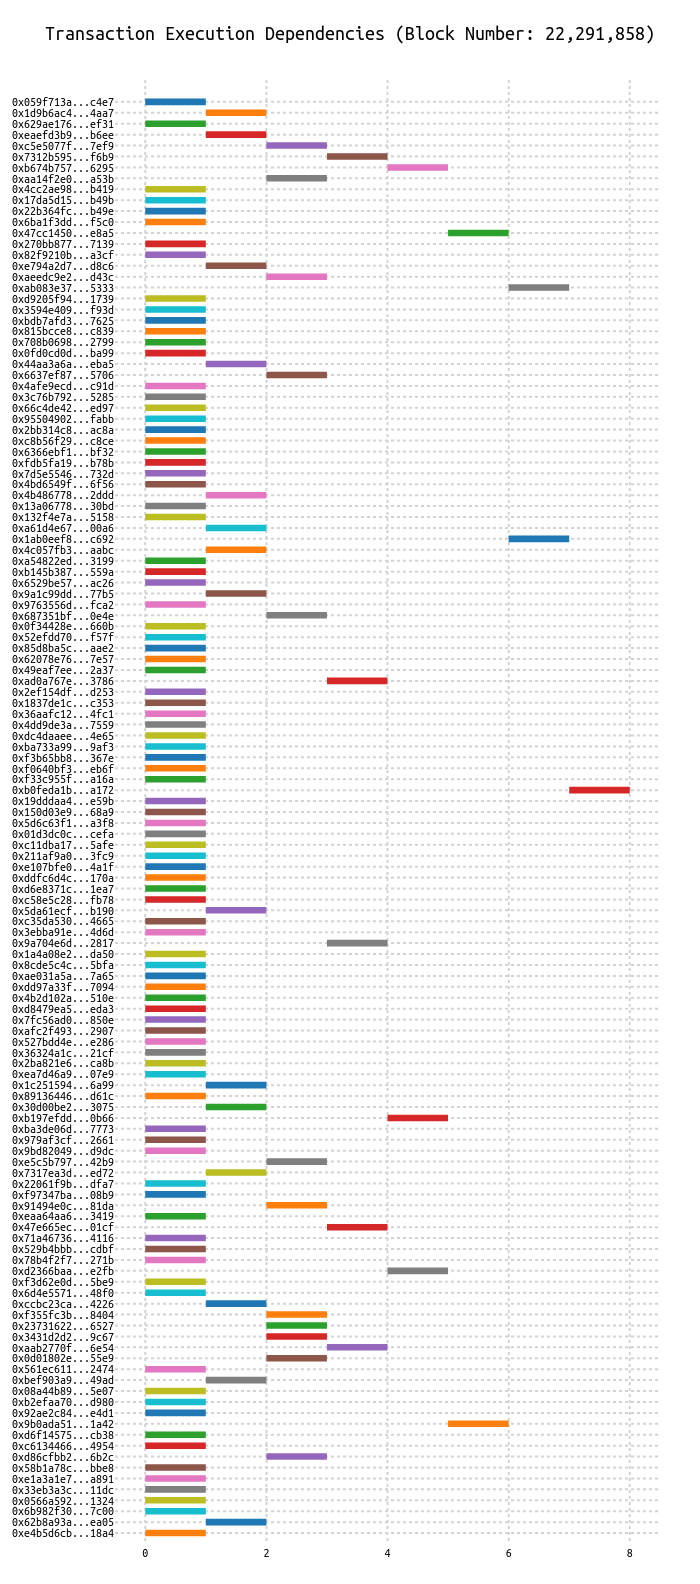 Transaction Execution Dependencies (Block Number: 22,291,858)
0x059f713a...c4e7
0x1d9b6ac4...4aa7
0x629ae176...ef31
0xeaefd3b9...b6ee
0xc5e5077f...7ef9
0x7312b595...f6b9
0xb674b757...6295
0xaa14f2e0...a53b
0x4cc2ae98...b419
0x17da5d15...b49b
0x22b364fc...b49e
0x6ba1f3dd...f5c0
0x47cc1450...e8a5
0x270bb877...7139
0x82f9210b...a3cf
0xe794a2d7...d8c6
0xaeedc9e2...d43c
0xab083e37...5333
0xd9205f94...1739
0x3594e409...f93d
0xbdb7afd3...7625
0x815bcce8...c839
0x708b0698...2799
0x0fd0cd0d...ba99
0x44aa3a6a...eba5
0x6637ef87...5706
0x4afe9ecd...c91d
0x3c76b792...5285
0x66c4de42...ed97
0x95504902...fabb
0x2bb314c8...ac8a
0xc8b56f29...c8ce
0x6366ebf1...bf32
0xfdb5fa19...b78b
0x7d5e5546...732d
0x4bd6549f...6f56
0x4b486778...2ddd
0x13a06778...30bd
0x132f4e7a...5158
0xa61d4e67...00a6
0x1ab0eef8...c692
0x4c057fb3...aabc
0xa54822ed...3199
0xb145b387...559a
0x6529be57...ac26
0x9a1c99dd...77b5
0x9763556d...fca2
0x687351bf...0e4e
0x0f34428e...660b
0x52efdd70...f57f
0x85d8ba5c...aae2
0x62078e76...7e57
0x49eaf7ee...2a37
0xad0a767e...3786
0x2ef154df...d253
0x1837de1c...c353
0x36aafc12...4fc1
0x4dd9de3a...7559
0xdc4daaee...4e65
0xba733a99...9af3
0xf3b65bb8...367e
0xf0640bf3...eb6f
0xf33c955f...a16a
0xb0feda1b...a172
0x19dddaa4...e59b
0x150d03e9...68a9
0x5d6c63f1...a3f8
0x01d3dc0c...cefa
0xc11dba17...5afe
0x211af9a0...3fc9
0xe107bfe0...4a1f
0xddfc6d4c...170a
0xd6e8371c...1ea7
0xc58e5c28...fb78
0x5da61ecf...b190
0xc35da530...4665
0x3ebba91e...4d6d
0x9a704e6d...2817
0x1a4a08e2...da50
0x8cde5c4c...5bfa
0xae031a5a...7a65
0xdd97a33f...7094
0x4b2d102a...510e
0xd8479ea5...eda3
0x7fc56ad0...850e
0xafc2f493...2907
0x527bdd4e...e286
0x36324a1c...21cf
0x2ba821e6...ca8b
0xea7d46a9...07e9
0x1c251594...6a99
0x89136446...d61c
0x30d00be2...3075
0xb197efdd...0b66
0xba3de06d...7773
0x979af3cf...2661
0x9bd82049...d9dc
0xe5c5b797...42b9
0x7317ea3d...ed72
0x22061f9b...dfa7
0xf97347ba...08b9
0x91494e0c...81da
0xeaa64aa6...3419
0x47e665ec...01cf
0x71a46736...4116
0x529b4bbb...cdbf
0x78b4f2f7...271b
0xd2366baa...e2fb
0xf3d62e0d...5be9
0x6d4e5571...48f0
0xccbc23ca...4226
0xf355fc3b...8404
0x23731622...6527
0x3431d2d2...9c67
0xaab2770f...6e54
0x0d01802e...55e9
0x561ec611...2474
0xbef903a9...49ad
0x08a44b89...5e07
0xb2efaa70...d980
0x92ae2c84...e4d1
0x9b0ada51...1a42
0xd6f14575...cb38
0xc6134466...4954
0xd86cfbb2...6b2c
0x58b1a78c...bbe8
0xe1a3a1e7...a891
0x33eb3a3c...11dc
0x0566a592...1324
0x6b982f30...7c00
0x62b8a93a...ea05
0xe4b5d6cb...18a4
0 2 4 6 8